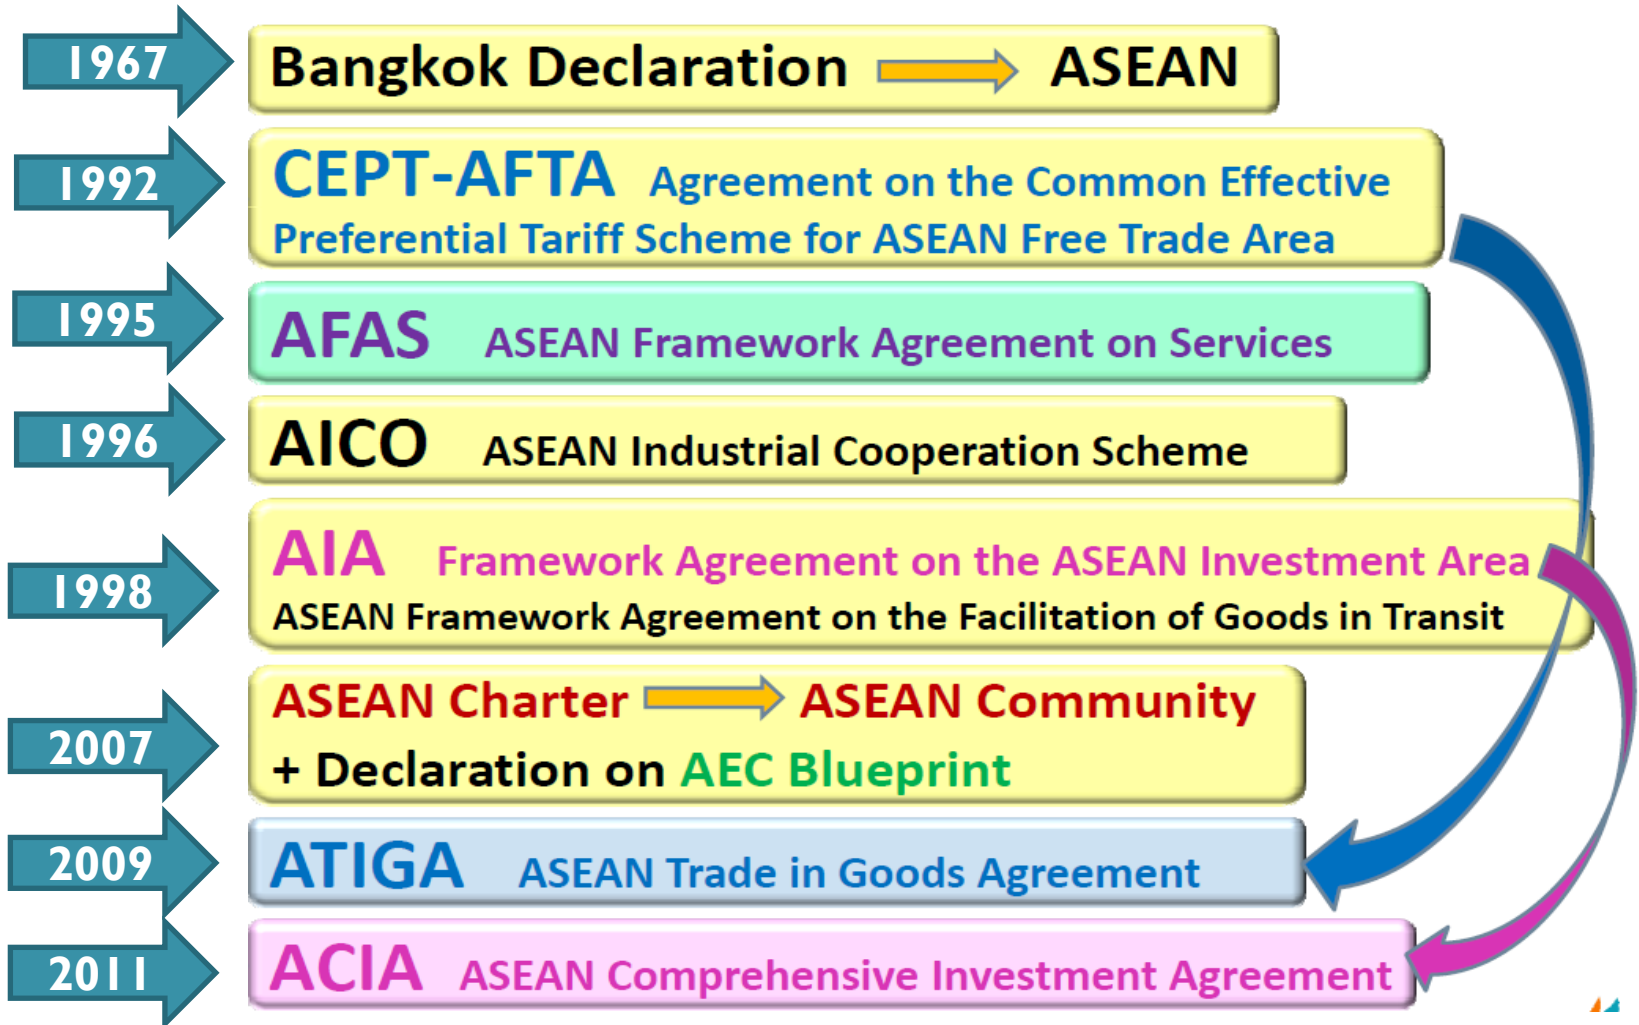 1967
Bangkok Declaration ASEAN
1992
CEPT-AFTA Agreement on the Common Effective
Preferential Tariff Scheme for ASEAN Free Trade Area
1995
AFAS ASEAN Framework Agreement on Services
1996
AICO ASEAN Industrial Cooperation Scheme
1998
AIA Framework Agreement on the ASEAN Investment Area
ASEAN Framework Agreement on the Facilitation of Goods in Transit
2007
ASEAN Charter ASEAN Community
+ Declaration on AEC Blueprint
2009
ATIGA ASEAN Trade in Goods Agreement
2011
ACIA ASEAN Comprehensive Investment Agreement